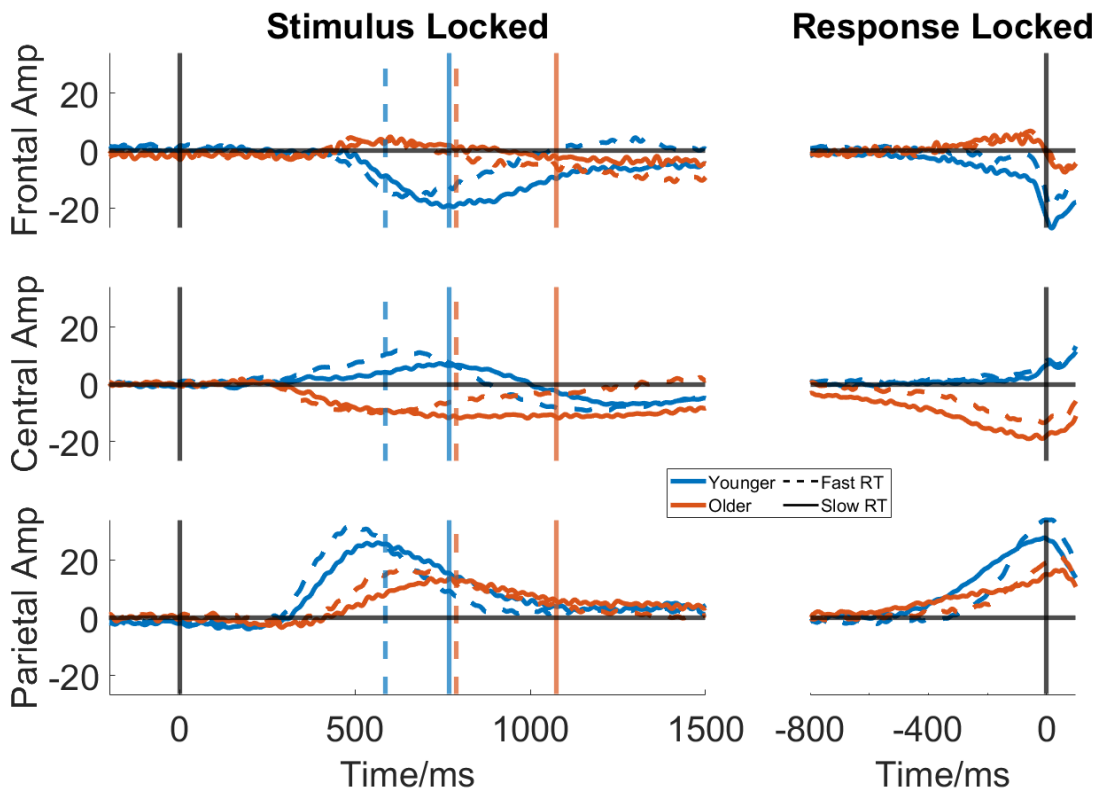 Stimulus Locked
Response Locked
Frontal Amp
20
0
-20
Central Amp
20
0
-20
Younger
Fast RT
Older
Slow RT
Parietal Amp
20
0
-20
0
500
1000
1500
-800
-400
0
Time/ms
Time/ms